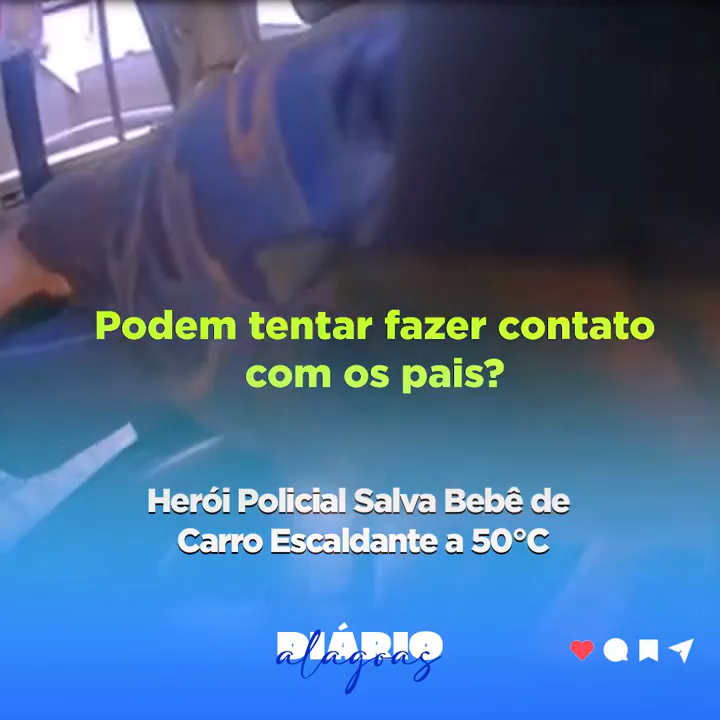 Podem tentar fazer contato
com os pais?
Herói Policial Salva Bebê de
Carro Escaldante a 50°C
DIÁRIO
alagoas